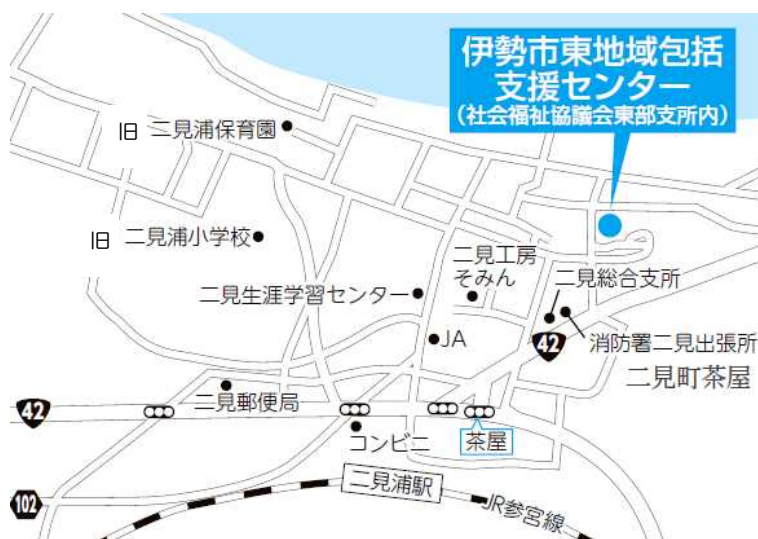 伊勢市東地域包括
支援センター
(社会福祉協議会東部支所内)
旧 二見浦保育園
旧 二見浦小学校
二見工房
そみん
二見生涯学習センター
二見総合支所
JA
42
消防署二見出張所
二見町茶屋
二見郵便局
42
コンビニ
茶屋
二見浦駅
102
JR参宮線